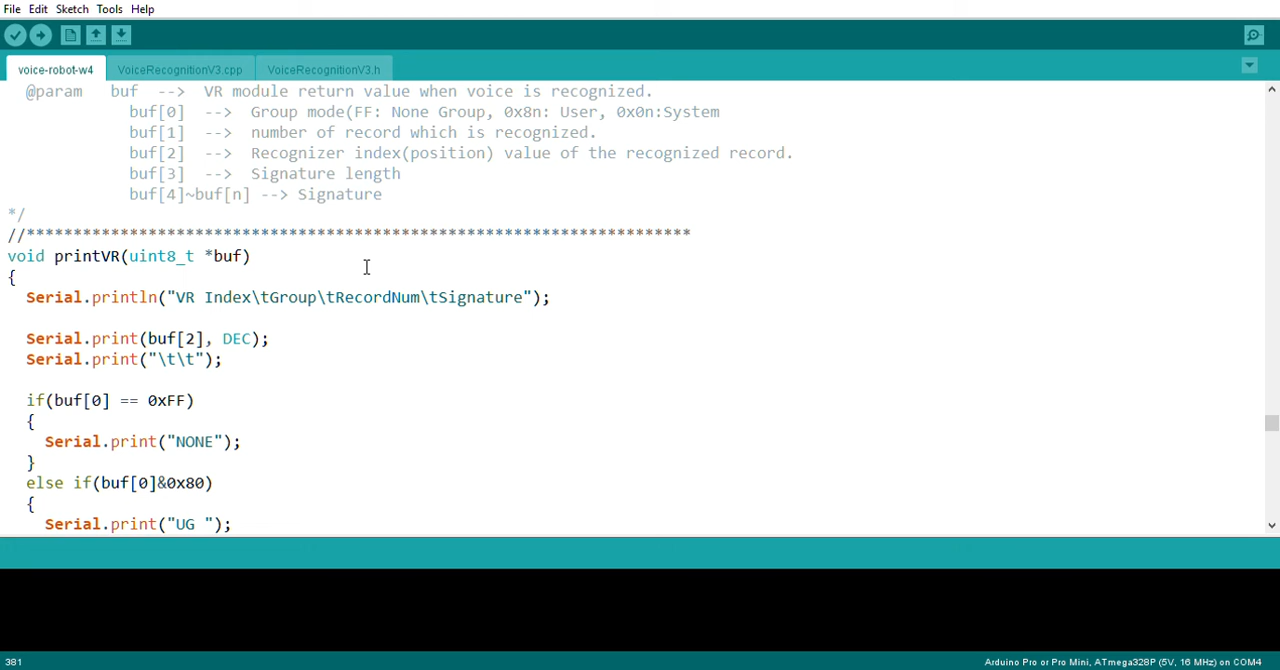 File Edit Sketch Tools Help
voice-robot-w4 VoiceRecognitionV3.cpp VoiceRecognitionV3.h
@param buf --> VR module return value when voice is recognized.
buf[0] --> Group mode(FF: None Group, 0x8n: User, 0x0n:System
buf[1] --> number of record which is recognized.
buf[2] --> Recognizer index(position) value of the recognized record.
buf[3] --> Signature length
buf[4]~buf[n] --> Signature
*/
//***********************************************************************
void printVR(uint8_t *buf)
{
Serial.println("VR Index\tGroup\tRecordNum\tSignature");
Serial.print(buf[2], DEC);
Serial.print("\t\t");
if(buf[0] == 0xFF)
{
Serial.print("NONE");
}
else if(buf[0]&0x80)
{
Serial.print("UG ");
381 Arduino Pro or Pro Mini, ATmega328P (5V, 16 MHz) on COM4